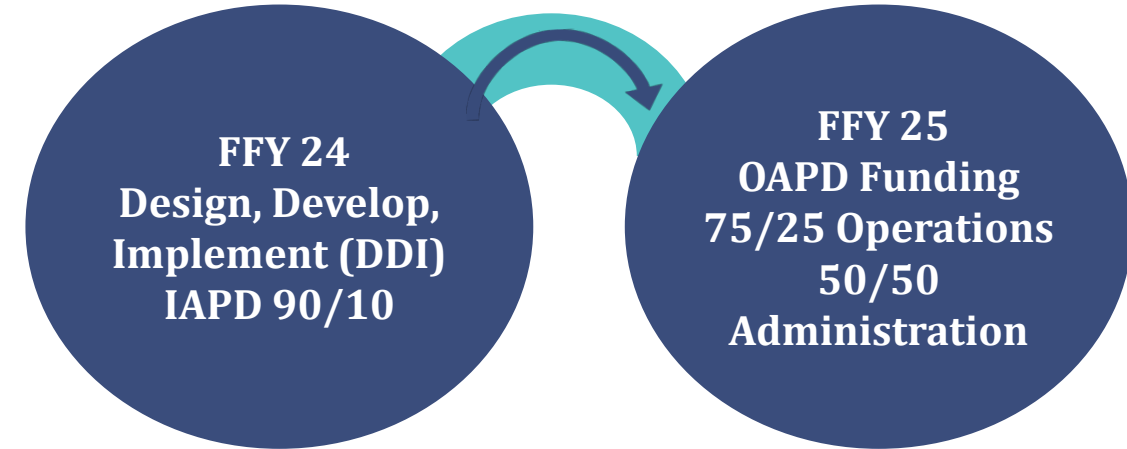 FFY 24
Design, Develop,
Implement (DDI)
IAPD 90/10
FFY 25
OAPD Funding
75/25 Operations
50/50
Administration